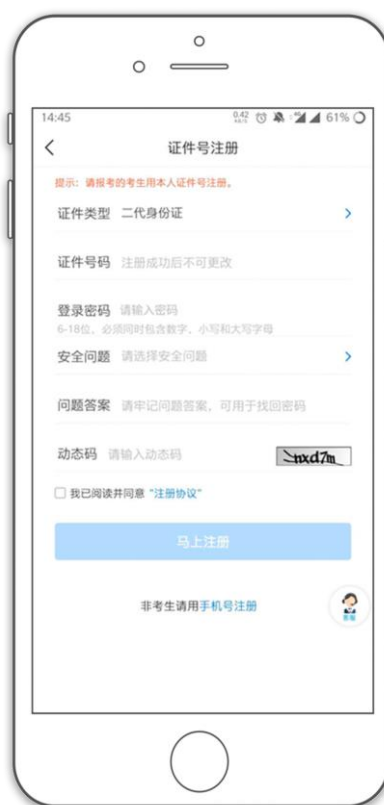 14:45
0.42
61%
证件号注册
提示：请报考的考生用本人证件号注册。
证件类型 二代身份证
证件号码 注册成功后不可更改
登录密码 请输入密码
6-18位，必须同时包含数字，小写和大写字母
安全问题 请选择安全问题
问题答案 请牢记问题答案，可用于找回密码
动态码 请输入动态码 nxd7m
我已阅读并同意 "注册协议"
马上注册
非考生请用手机号注册
客服